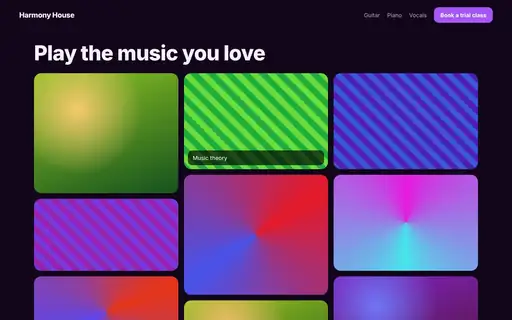 Harmony House
Guitar Piano Vocals Book a trial class
Play the music you love
Music theory